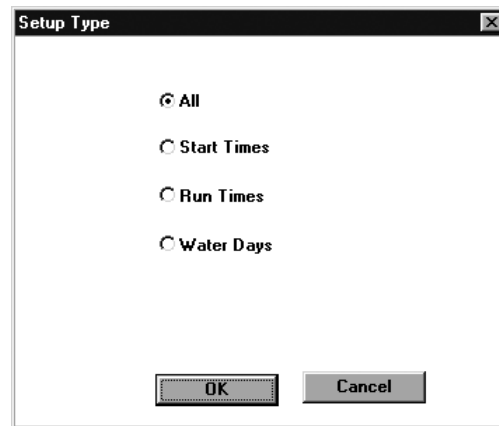 Setup Type
All
Start Times
Run Times
Water Days
OK
Cancel